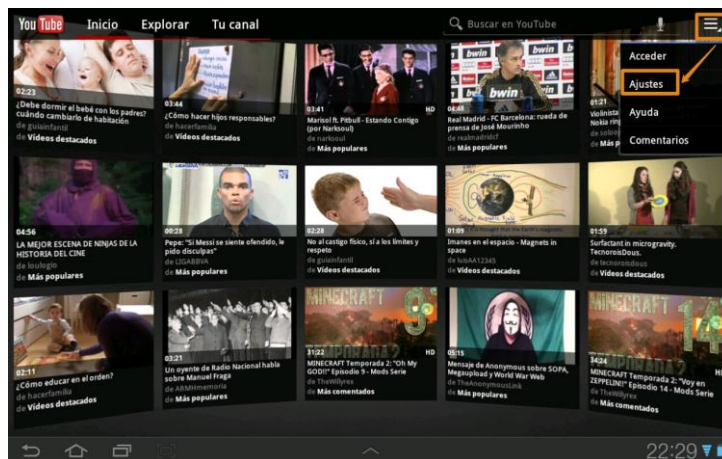 YouTube Inicio Explorar Tu canal Buscar en YouTube
Acceder
Ajustes
Ayuda
Comentarios
02:23
¿Debe dormir el bebé con los padres?
cuándo cambiarlo de habitación
de guiainfantil
de Vídeos destacados
03:44
¿Cómo hacer hijos responsables?
de hacerfamilia
de Vídeos destacados
03:41 HD
Marisol ft. Pitbull - Estando Contigo
(por Narksoul)
de narksoul
de Más populares
bwin
04:48
Real Madrid - FC Barcelona: rueda de
prensa de José Mourinho
de realmadridcf
de Más populares
01:21
Violinista
Nokia ring
de Más p
04:56
LA MEJOR ESCENA DE NINJAS DE LA
HISTORIA DEL CINE
de loulogio
de Más populares
00:28
Pepe: "Si Messi se siente ofendido, le
pido disculpas"
de LIGABBVA
de Más populares
02:28
No al castigo físico, sí a los límites y
respeto
de guiainfantil
de Vídeos destacados
01:09
Imanes en el espacio - Magnets in
space
de luisAA12345
de Vídeos destacados
01:59
Surfactant in microgravity.
TecnoroisDous.
de tecnoroisdous
de Vídeos destacados
02:11
¿Cómo educar en el orden?
de hacerfamilia
de Vídeos destacados
03:21
Un oyente de Radio Nacional habla
sobre Manuel Fraga
de ARMHmemoria
de Más populares
MINECRAFT
31:22 HD
MINECRAFT Temporada 2: "Oh My
GOD!!" Episodio 9 - Mods Serie
de TheWillyrex
de Más comentados
05:15
Mensaje de Anonymous sobre SOPA,
Megaupload y World War Web
de TheAnonymousLink
de Más populares
MINECRAFT
14
34:24 HD
MINECRAFT Temporada 2: "Voy en
ZEPPELIN!" Episodio 14 - Mods Serie
de TheWillyrex
de Más comentados
22:29